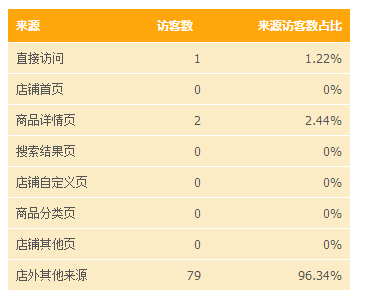 来源 访客数 来源访客数占比
直接访问 1 1.22%
店铺首页 0 0%
商品详情页 2 2.44%
搜索结果页 0 0%
店铺自定义页 0 0%
商品分类页 0 0%
店铺其他页 0 0%
店外其他来源 79 96.34%